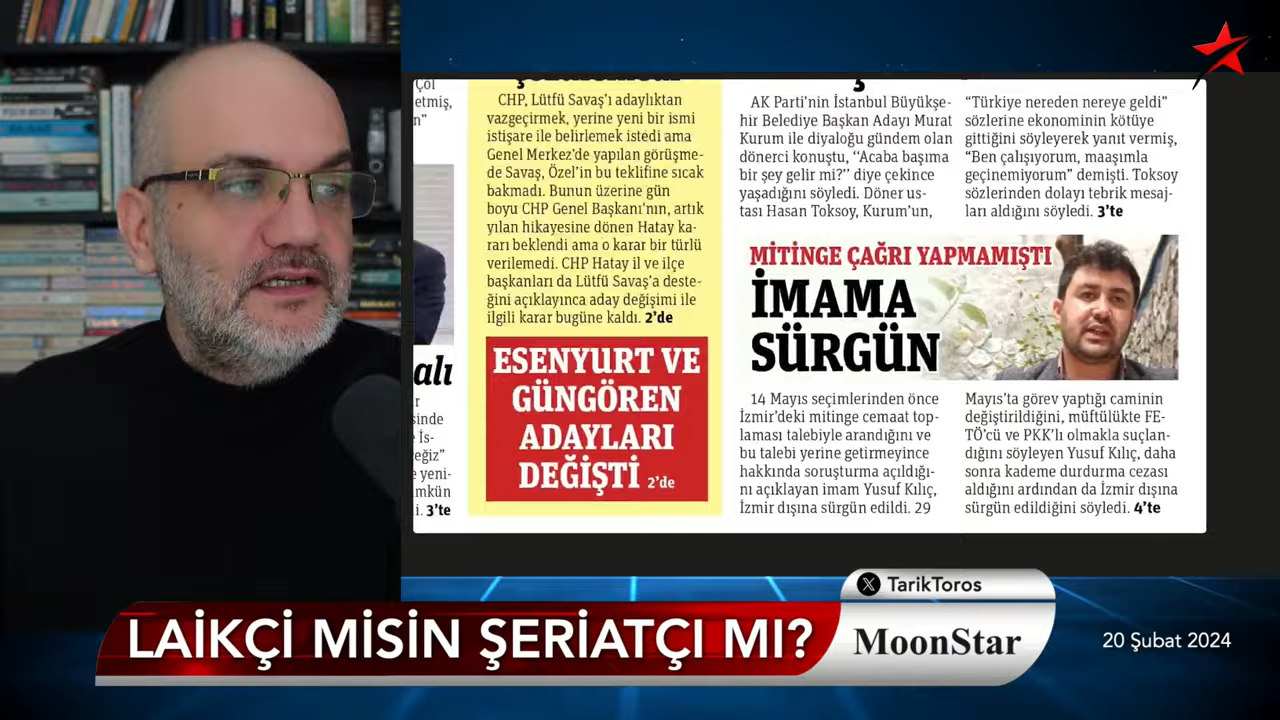 Çol
etmiş,
n”
alı
r
sinde
İs-
eğiz”
e yeni-
mkün
i. 3’te
CHP, Lütfü Savaş’ı adaylıktan
vazgeçirmek, yerine yeni bir ismi
istişare ile belirlemek istedi ama
Genel Merkez’de yapılan görüşme-
de Savaş, Özel’in bu teklifine sıcak
bakmadı. Bunun üzerine gün
boyu CHP Genel Başkanı’nın, artık
yılan hikayesine dönen Hatay ka-
rarı beklendi ama o karar bir türlü
verilemedi. CHP Hatay il ve ilçe
başkanları da Lütfü Savaş’a deste-
ğini açıklayınca aday değişimi ile
ilgili karar bugüne kaldı. 2’de
ESENYURT VE
GÜNGÖREN
ADAYLARI
DEĞİŞTİ 2’de
AK Parti’nin İstanbul Büyükşe-
hir Belediye Başkan Adayı Murat
Kurum ile diyaloğu gündem olan
dönerci konuştu, “Acaba başıma
bir şey gelir mi?” diye çekince
yaşadığını söyledi. Döner us-
tası Hasan Toksoy, Kurum’un,
“Türkiye nereden nereye geldi”
sözlerine ekonominin kötüye
gittiğini söyleyerek yanıt vermiş,
“Ben çalışıyorum, maaşımla
geçinemiyorum” demişti. Toksoy
sözlerinden dolayı tebrik mesaj-
ları aldığını söyledi. 3’te
MİTİNGE ÇAĞRI YAPMAMIŞTI
İMAMA
SÜRGÜN
14 Mayıs seçimlerinden önce
İzmir’deki mitinge cemaat top-
laması talebiyle arandığını ve
bu talebi yerine getirmeyince
hakkında soruşturma açıldığı-
nı açıklayan imam Yusuf Kılıç,
İzmir dışına sürgün edildi. 29
Mayıs’ta görev yaptığı caminin
değiştirildiğini, müftülükte FE-
TÖ’cü ve PKK’lı olmakla suçlan-
dığını söyleyen Yusuf Kılıç, daha
sonra kademe durdurma cezası
aldığını ardından da İzmir dışına
sürgün edildiğini söyledi. 4’te
TarikToros
LAİKÇİ MİSİN ŞERİATÇI MI?
MoonStar
20 Şubat 2024